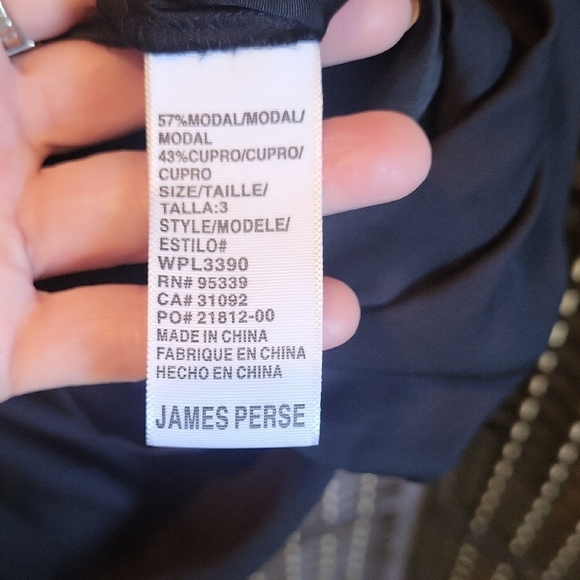 57%MODAL/MODAL/
MODAL
43%CUPRO/CUPRO/
CUPRO
SIZE/TAILLE/
TALLA:3
STYLE/MODELE/
ESTILO#
WPL3390
RN# 95339
CA# 31092
PO# 21812-00
MADE IN CHINA
FABRIQUE EN CHINA
HECHO EN CHINA
JAMES PERSE